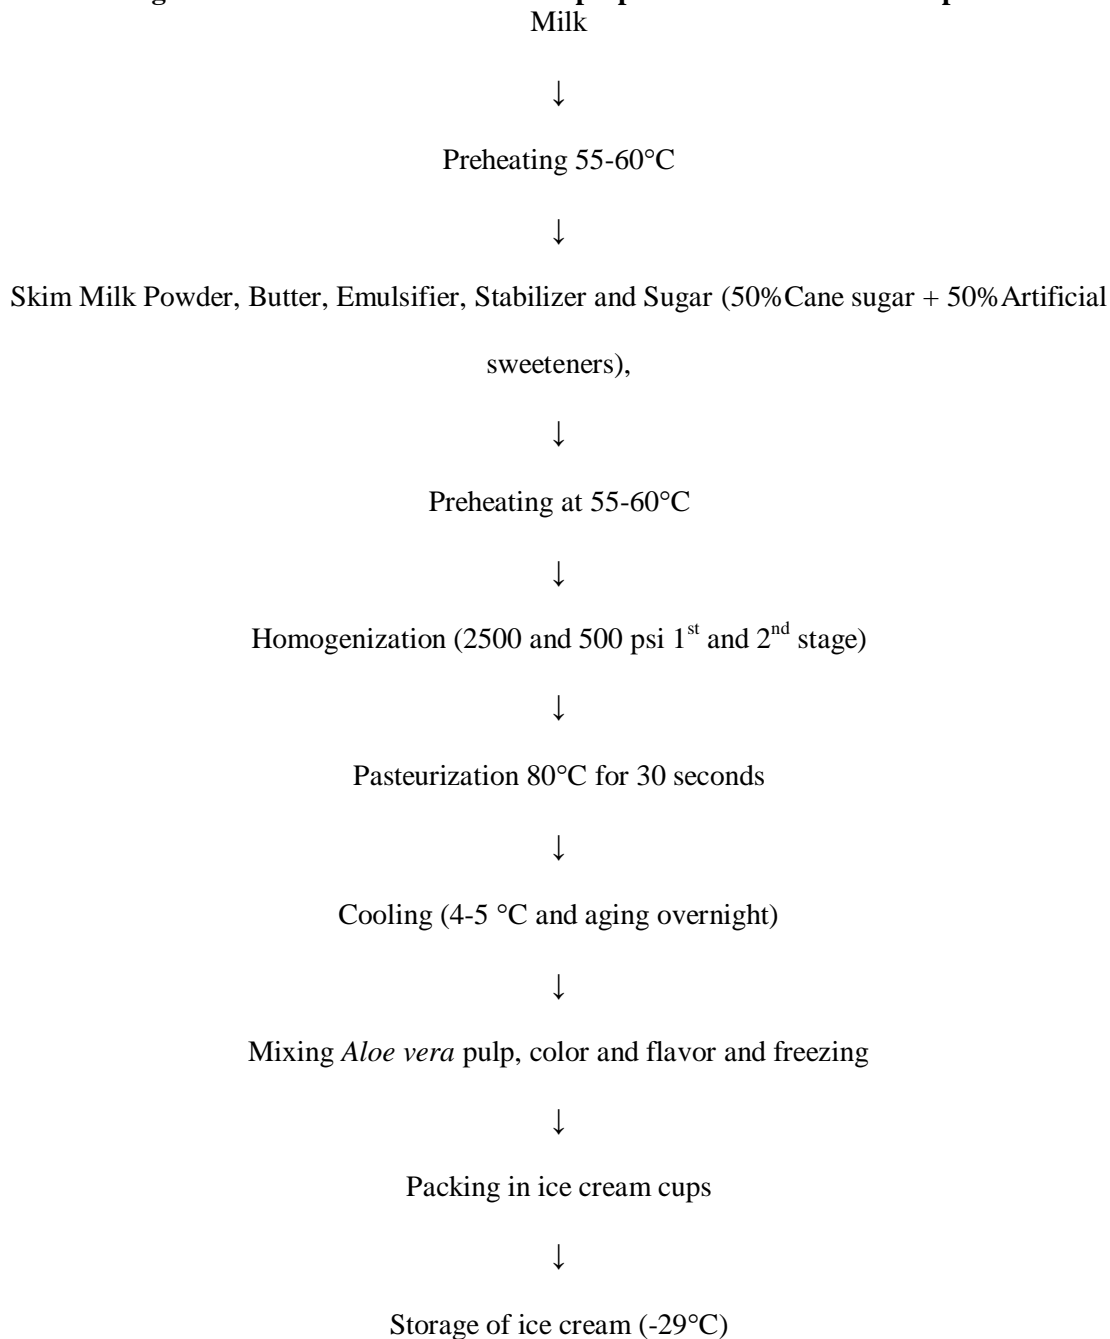 Milk
↓
Preheating 55-60°C
↓
Skim Milk Powder, Butter, Emulsifier, Stabilizer and Sugar (50%Cane sugar + 50%Artificial
sweeteners),
↓
Preheating at 55-60°C
↓
Homogenization (2500 and 500 psi 1st and 2nd stage)
↓
Pasteurization 80°C for 30 seconds
↓
Cooling (4-5 °C and aging overnight)
↓
Mixing Aloe vera pulp, color and flavor and freezing
↓
Packing in ice cream cups
↓
Storage of ice cream (-29°C)